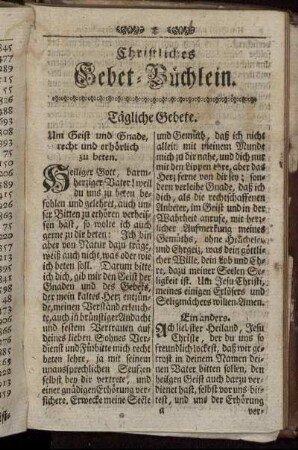 Christliches
Gebet-Büchlein.
Tägliche Gebete.
Um Geist und Gnade,
recht und erhörlich
zu beten.
Heiliger Gott, barm-
herziger Vater! weil
du uns zu beten be-
fohlen und gelehret, auch un-
ser Bitten zu erhören verheis-
sen hast, so wolte ich auch
gerne zu dir beten: Ich bin
aber von Natur dazu träge,
weiß auch nicht, was oder wie
ich beten soll. Darum bitte
ich dich, gib mir den Geist der
Gnaden und des Gebets,
der mein kaltes Herz entzün-
de, meinen Verstand erleuch-
te, auch ich brünstiger Andacht
und festem Vertrauen auf
deines lieben Sohnes Ver-
dienst und Fürbitte mich recht
beten lehre, ja mit seinem
unaussprechlichen Seufzen
selbst bey dir vertrete, und
einer gnädigen Erhörung ver-
sichere. Erwecke meine Seele
und Gemüth, daß ich nicht
allein mit meinem Munde
mich zu dir nahe, und dich nur
mit den Lippen ehre, aber das
Herz ferne von dir sey; son-
dern verleihe Gnade, daß ich
dich, als die rechtschaffenen
Anbeter, im Geist und in der
Wahrheit anrufe, mit herz-
licher Aufmerkung meines
Gemüths, ohne Heucheley
und Ehrgeiz, was dein göttli-
cher Wille, dein Lob und Eh-
re, dazu meiner Seelen Se-
ligkeit ist. Um Jesu Christi,
meines einigen Erlösers und
Seligmachers willen, Amen.
Ein anders.
Ach liebster Heiland, Jesu
Christe, der du uns so
freundlich lockest, daß wir ge-
trost in deinem Namen dei-
nen Vater bitten sollen, den
heiligen Geist auch dazu ver-
dienet hast, selbst vor uns bit-
test, und uns der Erhörung
G
ver-